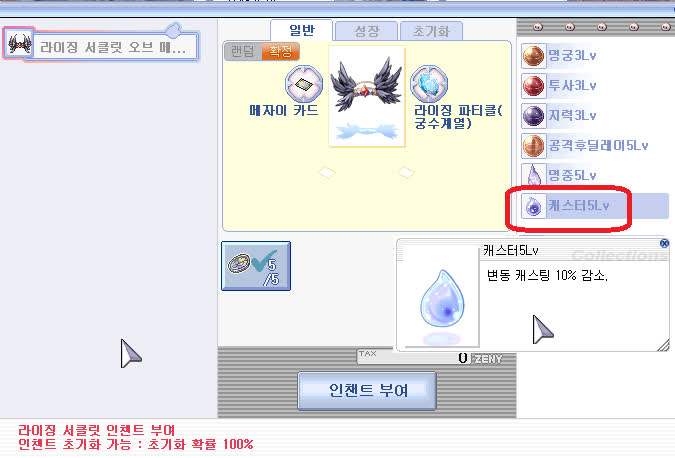 라이징 서클릿 오브 메...
일반
성장
초기화
랜덤
확정
메자이 카드
라이징 파티클(
궁수계열)
명궁3Lv
투사3Lv
지력3Lv
공격후딜레이5Lv
명중5Lv
캐스터5Lv
5
/5
캐스터5Lv
Collections
변동 캐스팅 10% 감소.
TAX
0 ZENY
인챈트 부여
라이징 서클릿 인챈트 부여
인챈트 초기화 가능 : 초기화 확률 100%